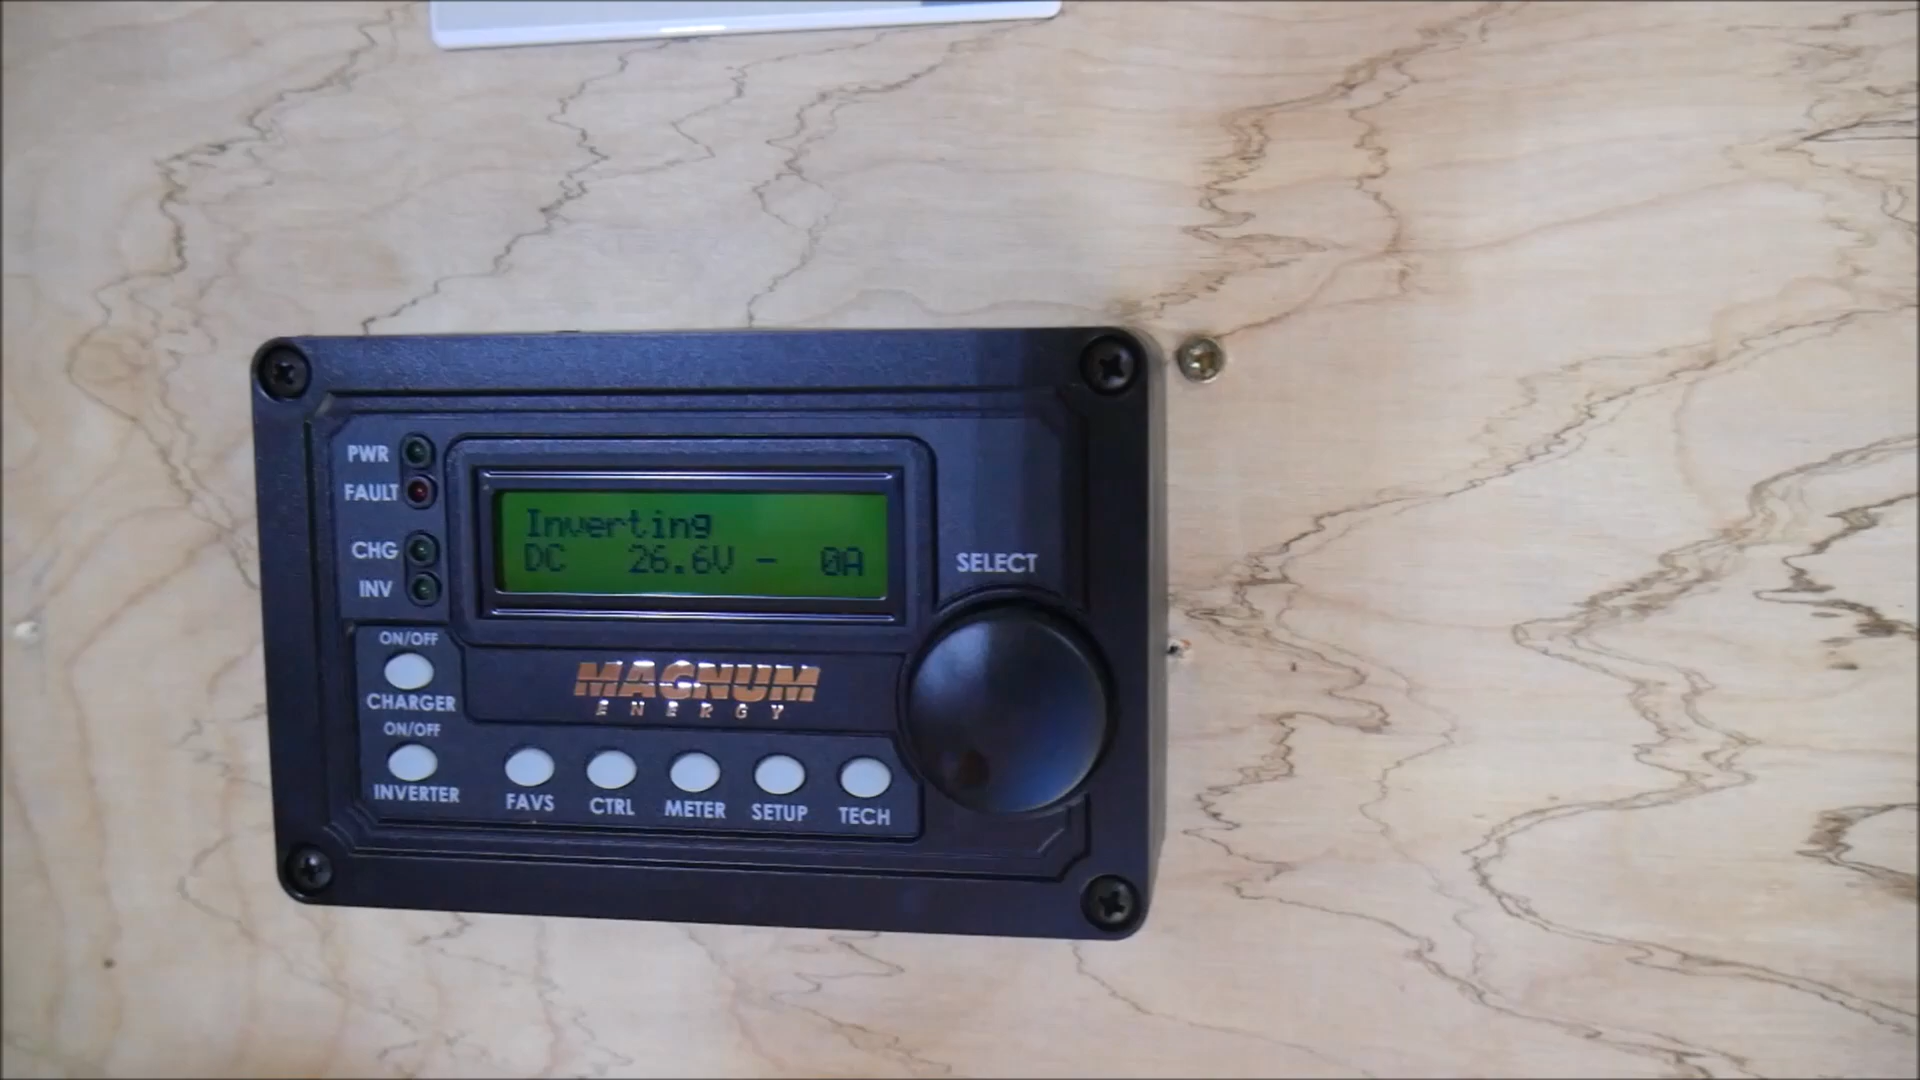 PWR
FAULT
CHG
INV
Inverting
DC 26.6V - 0A
SELECT
ON/OFF
CHARGER
ON/OFF
INVERTER
MAGNUM
ENERGY
FAVS
CTRL
METER
SETUP
TECH